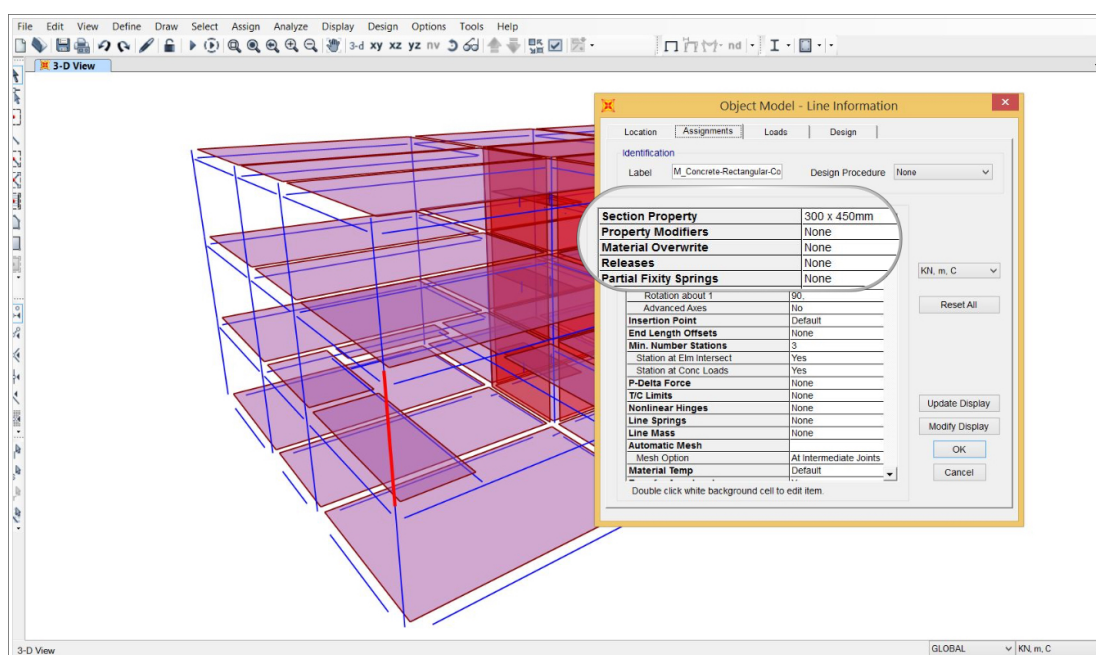 File Edit View Define Draw Select Assign Analyze Display Design Options Tools Help
3-d xy xz yz nv nd
3-D View
Object Model - Line Information
Location Assignments Loads Design
Identification
Label M_Concrete-Rectangular-Co Design Procedure None
Section Property 300 x 450mm
Property Modifiers None
Material Overwrite None
Releases None
Partial Fixity Springs None
KN, m, C
Rotation about 1 90,
Advanced Axes No
Reset All
Insertion Point Default
End Length Offsets None
Min. Number Stations 3
Station at Elm Intersect Yes
Station at Conc Loads Yes
P-Delta Force None
T/C Limits None
Nonlinear Hinges None
Line Springs None
Line Mass None
Automatic Mesh
Mesh Option At Intermediate Joints
Material Temp Default
Update Display
Modify Display
OK
Cancel
Double click white background cell to edit item.
3-D View GLOBAL KN, m, C